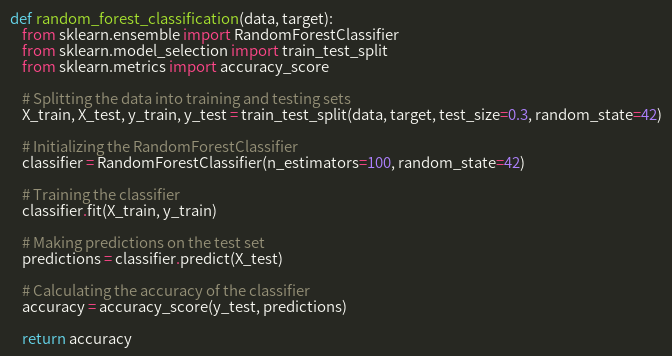 def random_forest_classification(data, target):
    from sklearn.ensemble import RandomForestClassifier
    from sklearn.model_selection import train_test_split
    from sklearn.metrics import accuracy_score

    # Splitting the data into training and testing sets
    X_train, X_test, y_train, y_test = train_test_split(data, target, test_size=0.3, random_state=42)

    # Initializing the RandomForestClassifier
    classifier = RandomForestClassifier(n_estimators=100, random_state=42)

    # Training the classifier
    classifier.fit(X_train, y_train)

    # Making predictions on the test set
    predictions = classifier.predict(X_test)

    # Calculating the accuracy of the classifier
    accuracy = accuracy_score(y_test, predictions)

    return accuracy